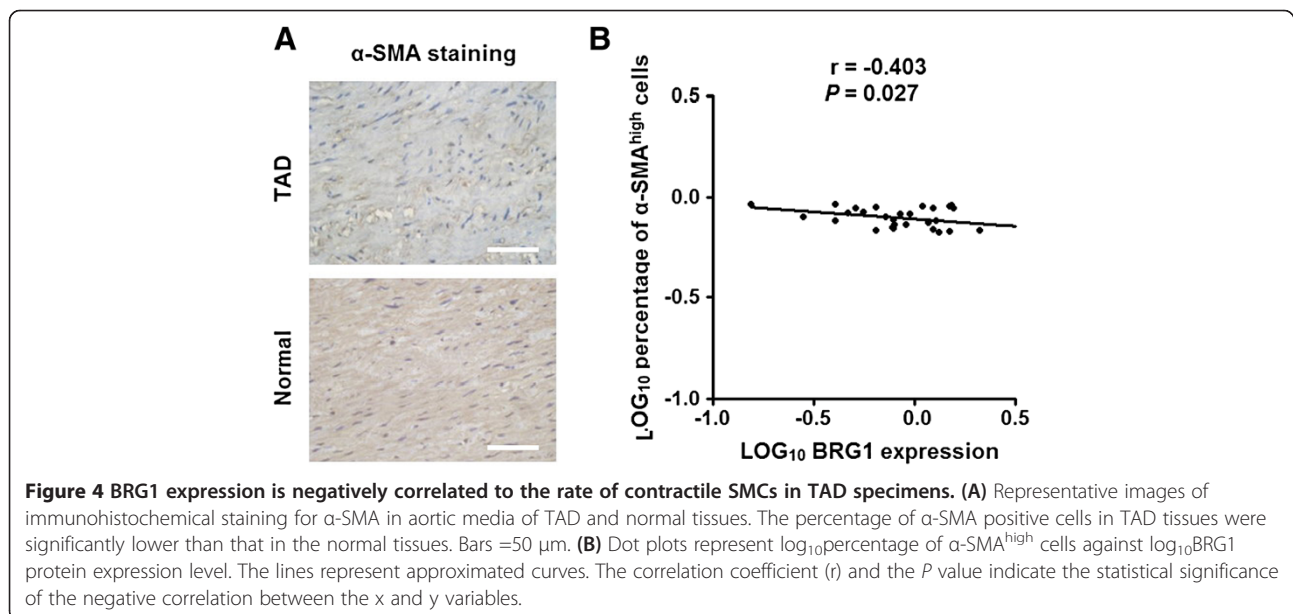 A
α-SMA staining
TAD
Normal
B
r = -0.403
P = 0.027
LOG₁₀ percentage of α-SMAʰⁱᵍʰ cells
0.5
0.0
-0.5
-1.0
-1.0 -0.5 0.0 0.5
LOG₁₀ BRG1 expression
Figure 4 BRG1 expression is negatively correlated to the rate of contractile SMCs in TAD specimens. (A) Representative images of
immunohistochemical staining for α-SMA in aortic media of TAD and normal tissues. The percentage of α-SMA positive cells in TAD tissues were
significantly lower than that in the normal tissues. Bars =50 μm. (B) Dot plots represent log₁₀percentage of α-SMAʰⁱᵍʰ cells against log₁₀BRG1
protein expression level. The lines represent approximated curves. The correlation coefficient (r) and the P value indicate the statistical significance
of the negative correlation between the x and y variables.